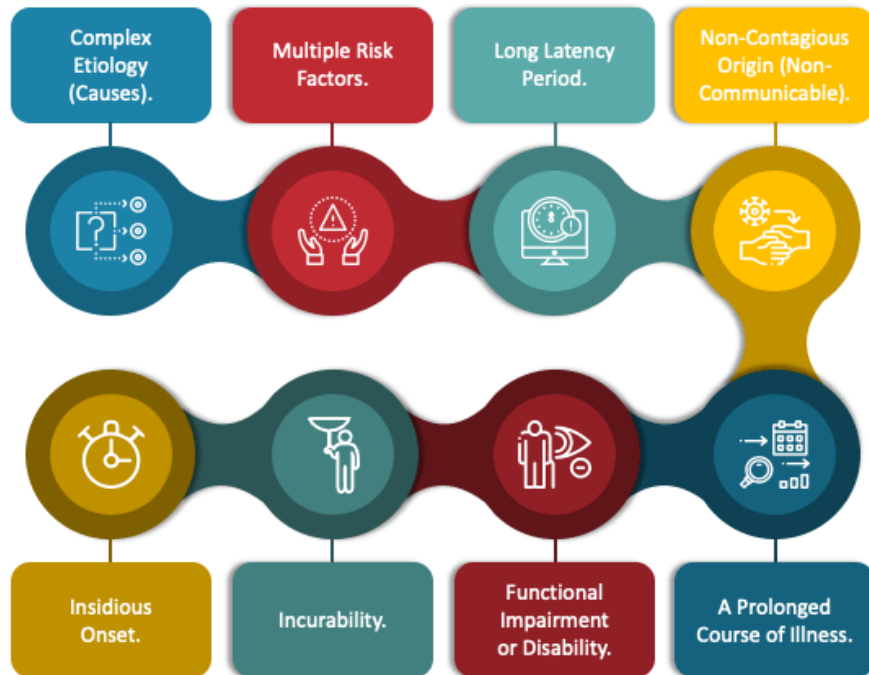 Complex
Etiology
(Causes).
Multiple Risk
Factors.
Long Latency
Period.
Non-Contagious
Origin (Non-
Communicable).
Insidious
Onset.
Incurability.
Functional
Impairment
or Disability.
A Prolonged
Course of Illness.